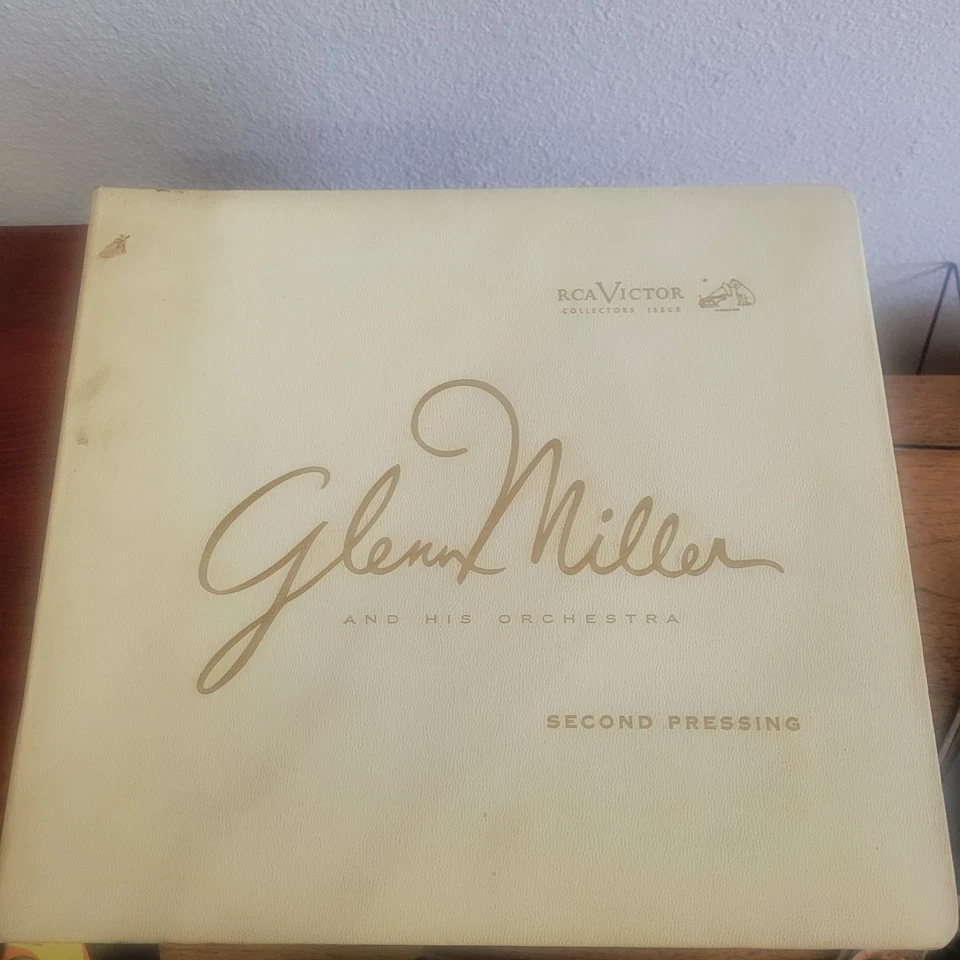 RCA VICTOR
COLLECTORS ISSUE
Glenn Miller
AND HIS ORCHESTRA
SECOND PRESSING